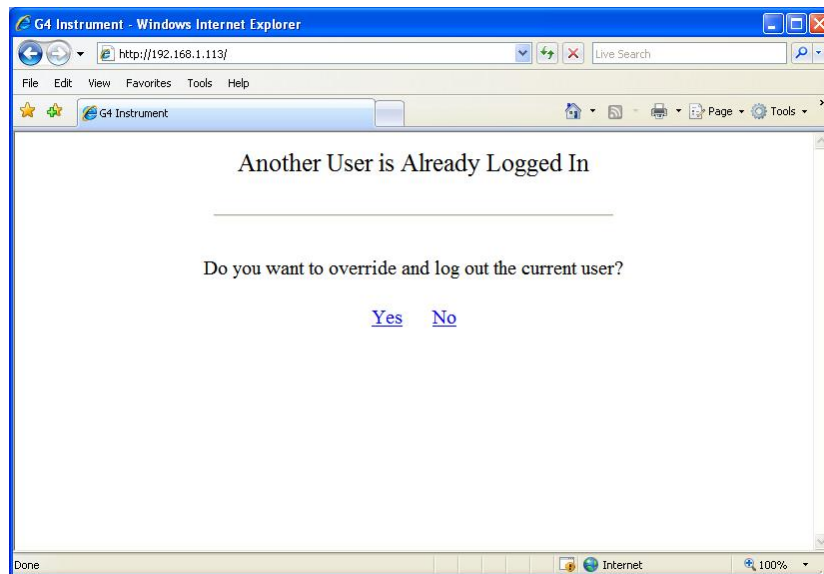 G4 Instrument - Windows Internet Explorer
http://192.168.1.113/
Live Search
File Edit View Favorites Tools Help
G4 Instrument
Page Tools
Another User is Already Logged In
Do you want to override and log out the current user?
Yes No
Done Internet 100%